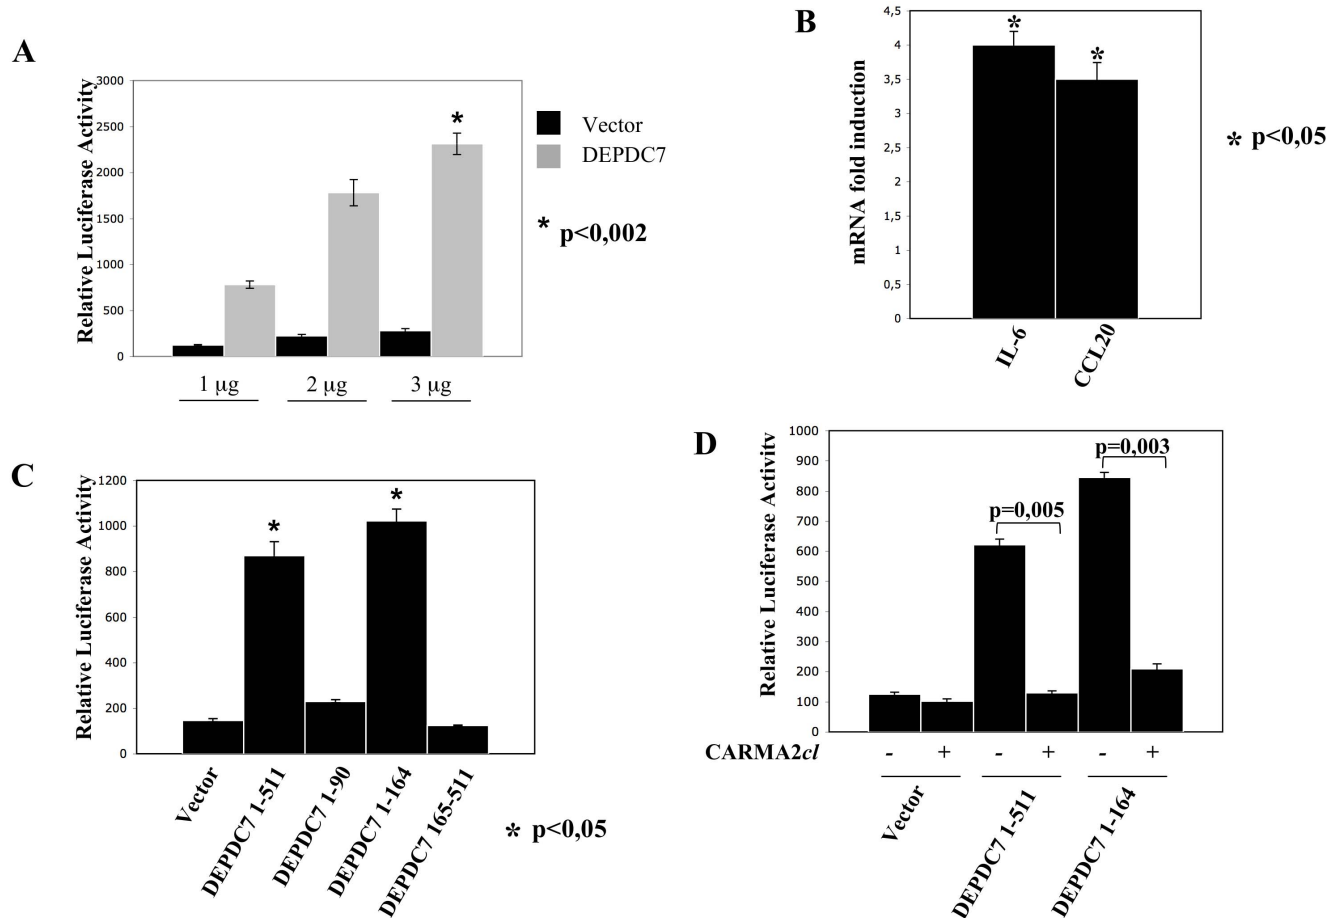 A
Relative Luciferase Activity
3000
2500
2000
1500
1000
500
0
*
1 µg
2 µg
3 µg
Vector
DEPDC7
* p<0,002
B
mRNA fold induction
4,5
4
3,5
3
2,5
2
1,5
1
0,5
0
*
*
IL-6
CCL20
* p<0,05
C
Relative Luciferase Activity
1200
1000
800
600
400
200
0
*
*
Vector
DEPDC7 1-511
DEPDC7 1-90
DEPDC7 1-164
DEPDC7 165-511
* p<0,05
D
Relative Luciferase Activity
1000
900
800
700
600
500
400
300
200
100
0
p=0,005
p=0,003
CARMA2cl - + - + - +
Vector
DEPDC7 1-511
DEPDC7 1-164